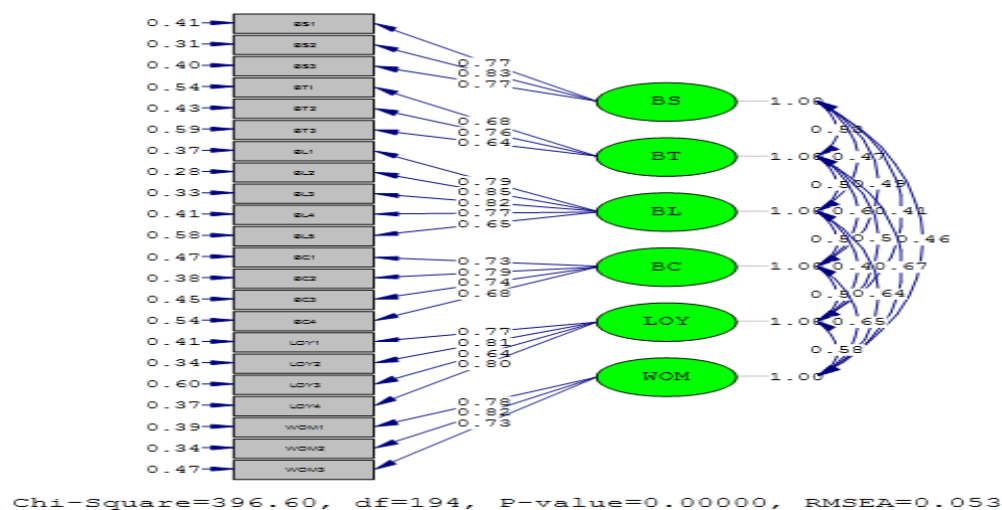 0.41 BS1
0.31 BS2
0.40 BS3
0.54 BT1
0.43 BT2
0.59 BT3
0.37 BL1
0.28 BL2
0.33 BL3
0.41 BL4
0.58 BL5
0.47 BC1
0.38 BC2
0.45 BC3
0.54 BC4
0.41 LOY1
0.34 LOY2
0.60 LOY3
0.37 LOY4
0.39 WOM1
0.34 WOM2
0.47 WOM3
0.77
0.83
0.77
0.68
0.76
0.64
0.79
0.85
0.82
0.77
0.65
0.73
0.79
0.74
0.68
0.77
0.81
0.64
0.80
0.78
0.82
0.73
BS 1.00
BT 1.00
BL 1.00
BC 1.00
LOY 1.00
WOM 1.00
0.53
0.47
0.49
0.60 0.41
0.46
0.40 0.67
0.64
0.65
0.58
Chi-Square=396.60, df=194, P-value=0.00000, RMSEA=0.053